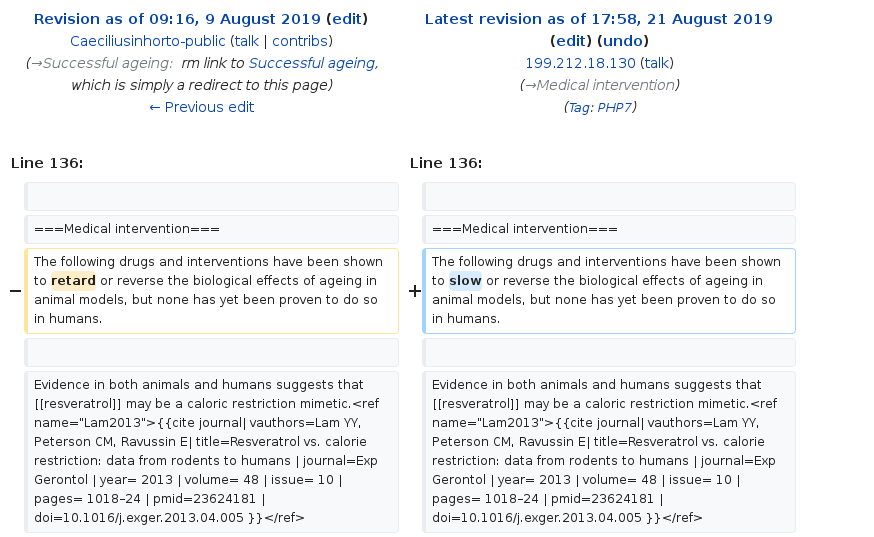 Revision as of 09:16, 9 August 2019 (edit)
Caeciliusinhorto-public (talk | contribs)
(→Successful ageing: rm link to Successful ageing,
which is simply a redirect to this page)
← Previous edit
Latest revision as of 17:58, 21 August 2019
(edit) (undo)
199.212.18.130 (talk)
(→Medical intervention)
(Tag: PHP7)
Line 136:
===Medical intervention===
− The following drugs and interventions have been shown
to retard or reverse the biological effects of ageing in
animal models, but none has yet been proven to do so
in humans.
Evidence in both animals and humans suggests that
[[resveratrol]] may be a caloric restriction mimetic.<ref
name="Lam2013">{{cite journal| vauthors=Lam YY,
Peterson CM, Ravussin E| title=Resveratrol vs. calorie
restriction: data from rodents to humans | journal=Exp
Gerontol | year= 2013 | volume= 48 | issue= 10 |
pages= 1018–24 | pmid=23624181 |
doi=10.1016/j.exger.2013.04.005 }}</ref>
Line 136:
===Medical intervention===
+ The following drugs and interventions have been shown
to slow or reverse the biological effects of ageing in
animal models, but none has yet been proven to do so
in humans.
Evidence in both animals and humans suggests that
[[resveratrol]] may be a caloric restriction mimetic.<ref
name="Lam2013">{{cite journal| vauthors=Lam YY,
Peterson CM, Ravussin E| title=Resveratrol vs. calorie
restriction: data from rodents to humans | journal=Exp
Gerontol | year= 2013 | volume= 48 | issue= 10 |
pages= 1018–24 | pmid=23624181 |
doi=10.1016/j.exger.2013.04.005 }}</ref>